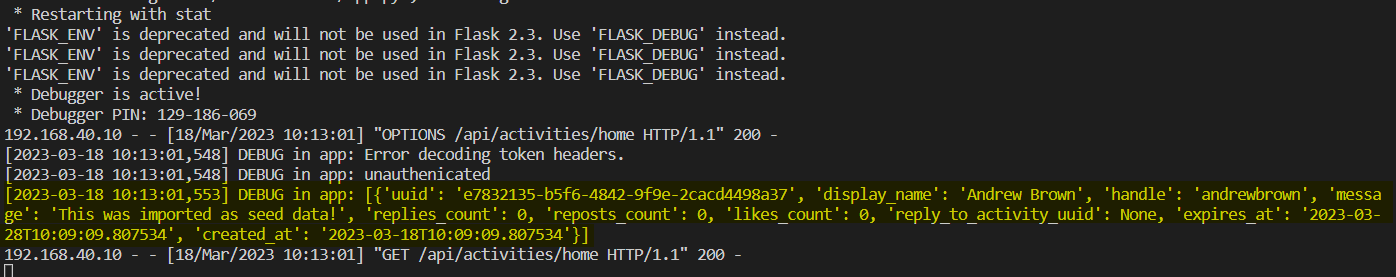 * Restarting with stat
'FLASK_ENV' is deprecated and will not be used in Flask 2.3. Use 'FLASK_DEBUG' instead.
'FLASK_ENV' is deprecated and will not be used in Flask 2.3. Use 'FLASK_DEBUG' instead.
'FLASK_ENV' is deprecated and will not be used in Flask 2.3. Use 'FLASK_DEBUG' instead.
 * Debugger is active!
 * Debugger PIN: 129-186-069
192.168.40.10 - - [18/Mar/2023 10:13:01] "OPTIONS /api/activities/home HTTP/1.1" 200 -
[2023-03-18 10:13:01,548] DEBUG in app: Error decoding token headers.
[2023-03-18 10:13:01,548] DEBUG in app: unauthenicated
[2023-03-18 10:13:01,553] DEBUG in app: [{'uuid': 'e7832135-b5f6-4842-9f9e-2cacd4498a37', 'display_name': 'Andrew Brown', 'handle': 'andrewbrown', 'messa
ge': 'This was imported as seed data!', 'replies_count': 0, 'reposts_count': 0, 'likes_count': 0, 'reply_to_activity_uuid': None, 'expires_at': '2023-03-
28T10:09:09.807534', 'created_at': '2023-03-18T10:09:09.807534'}]
192.168.40.10 - - [18/Mar/2023 10:13:01] "GET /api/activities/home HTTP/1.1" 200 -